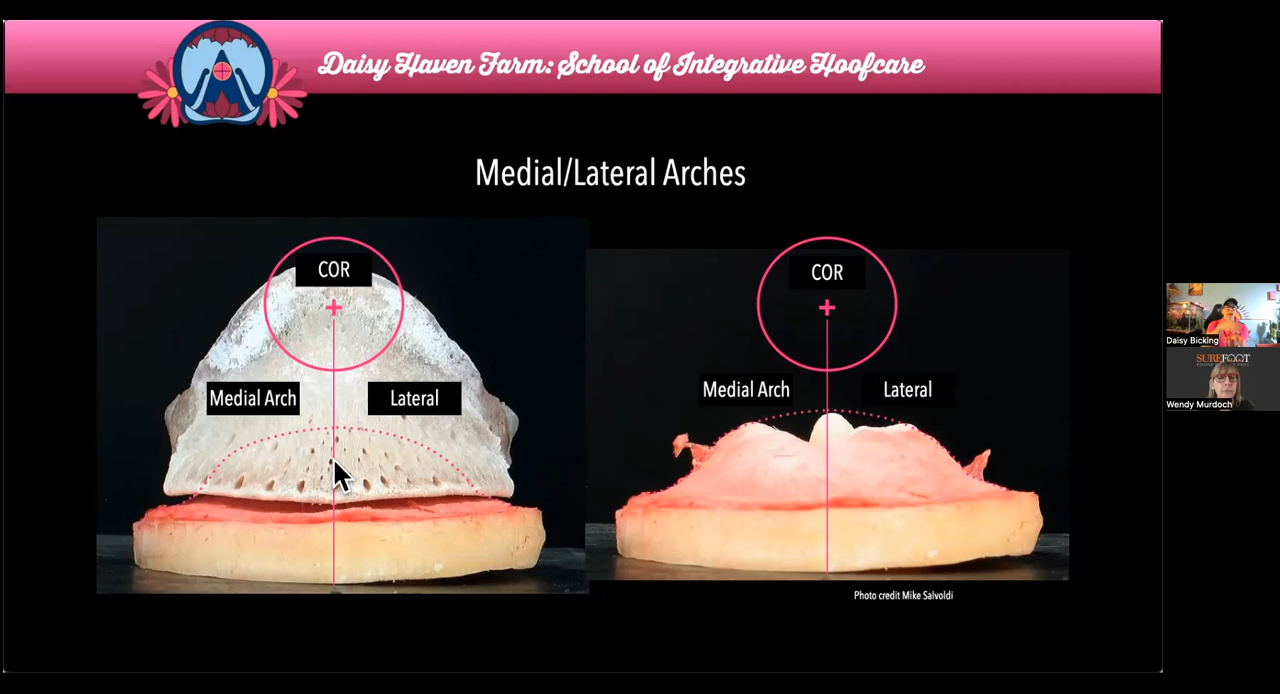 Daisy Haven Farm: School of Integrative Hoofcare
Medial/Lateral Arches
COR
Medial Arch
Lateral
COR
Medial Arch
Lateral
Photo credit Mike Salvoldi
Daisy Bicking
SUREFOOT
Wendy Murdoch